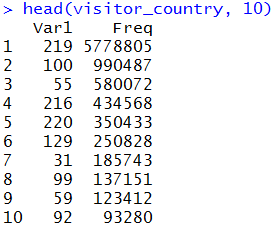 > head(visitor_country, 10)
Var1 Freq
1 219 5778805
2 100 990487
3 55 580072
4 216 434568
5 220 350433
6 129 250828
7 31 185743
8 99 137151
9 59 123412
10 92 93280